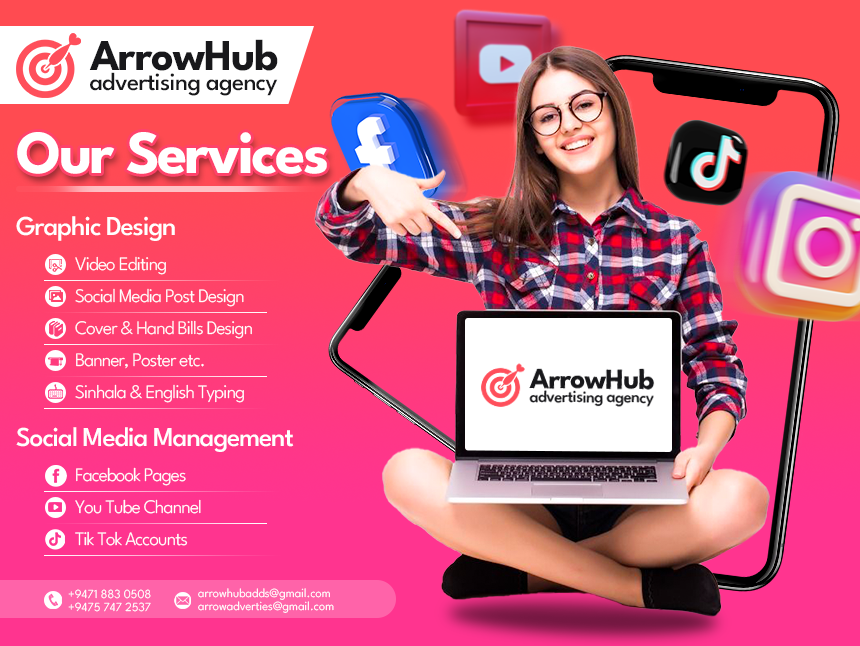 ArrowHub
advertising agency
Our Services
Graphic Design
Video Editing
Social Media Post Design
Cover & Hand Bills Design
Banner, Poster etc.
Sinhala & English Typing
Social Media Management
Facebook Pages
You Tube Channel
Tik Tok Accounts
+9471 883 0508
+9475 747 2537
arrowhubadds@gmail.com
arrowadverties@gmail.com
ArrowHub
advertising agency